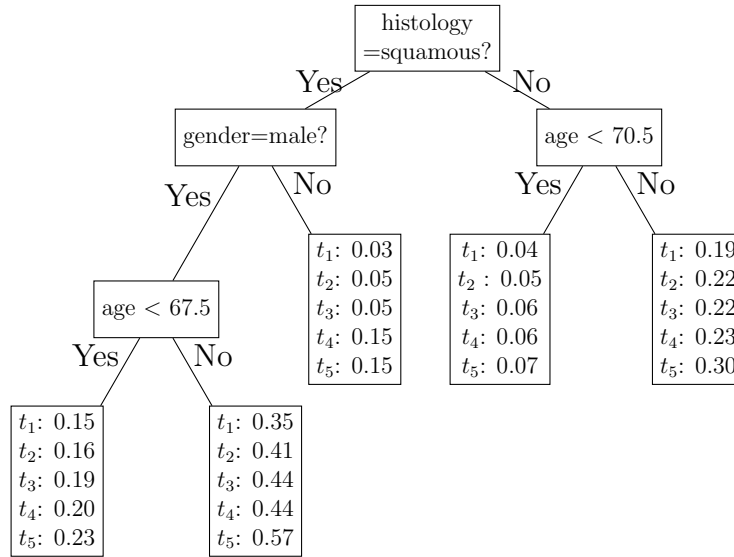 histology
=squamous?
Yes
No
gender=male?
age < 70.5
Yes
No
Yes
No
age < 67.5
t₁: 0.03
t₂: 0.05
t₃: 0.05
t₄: 0.15
t₅: 0.15
t₁: 0.04
t₂ : 0.05
t₃: 0.06
t₄: 0.06
t₅: 0.07
t₁: 0.19
t₂: 0.22
t₃: 0.22
t₄: 0.23
t₅: 0.30
Yes
No
t₁: 0.15
t₂: 0.16
t₃: 0.19
t₄: 0.20
t₅: 0.23
t₁: 0.35
t₂: 0.41
t₃: 0.44
t₄: 0.44
t₅: 0.57